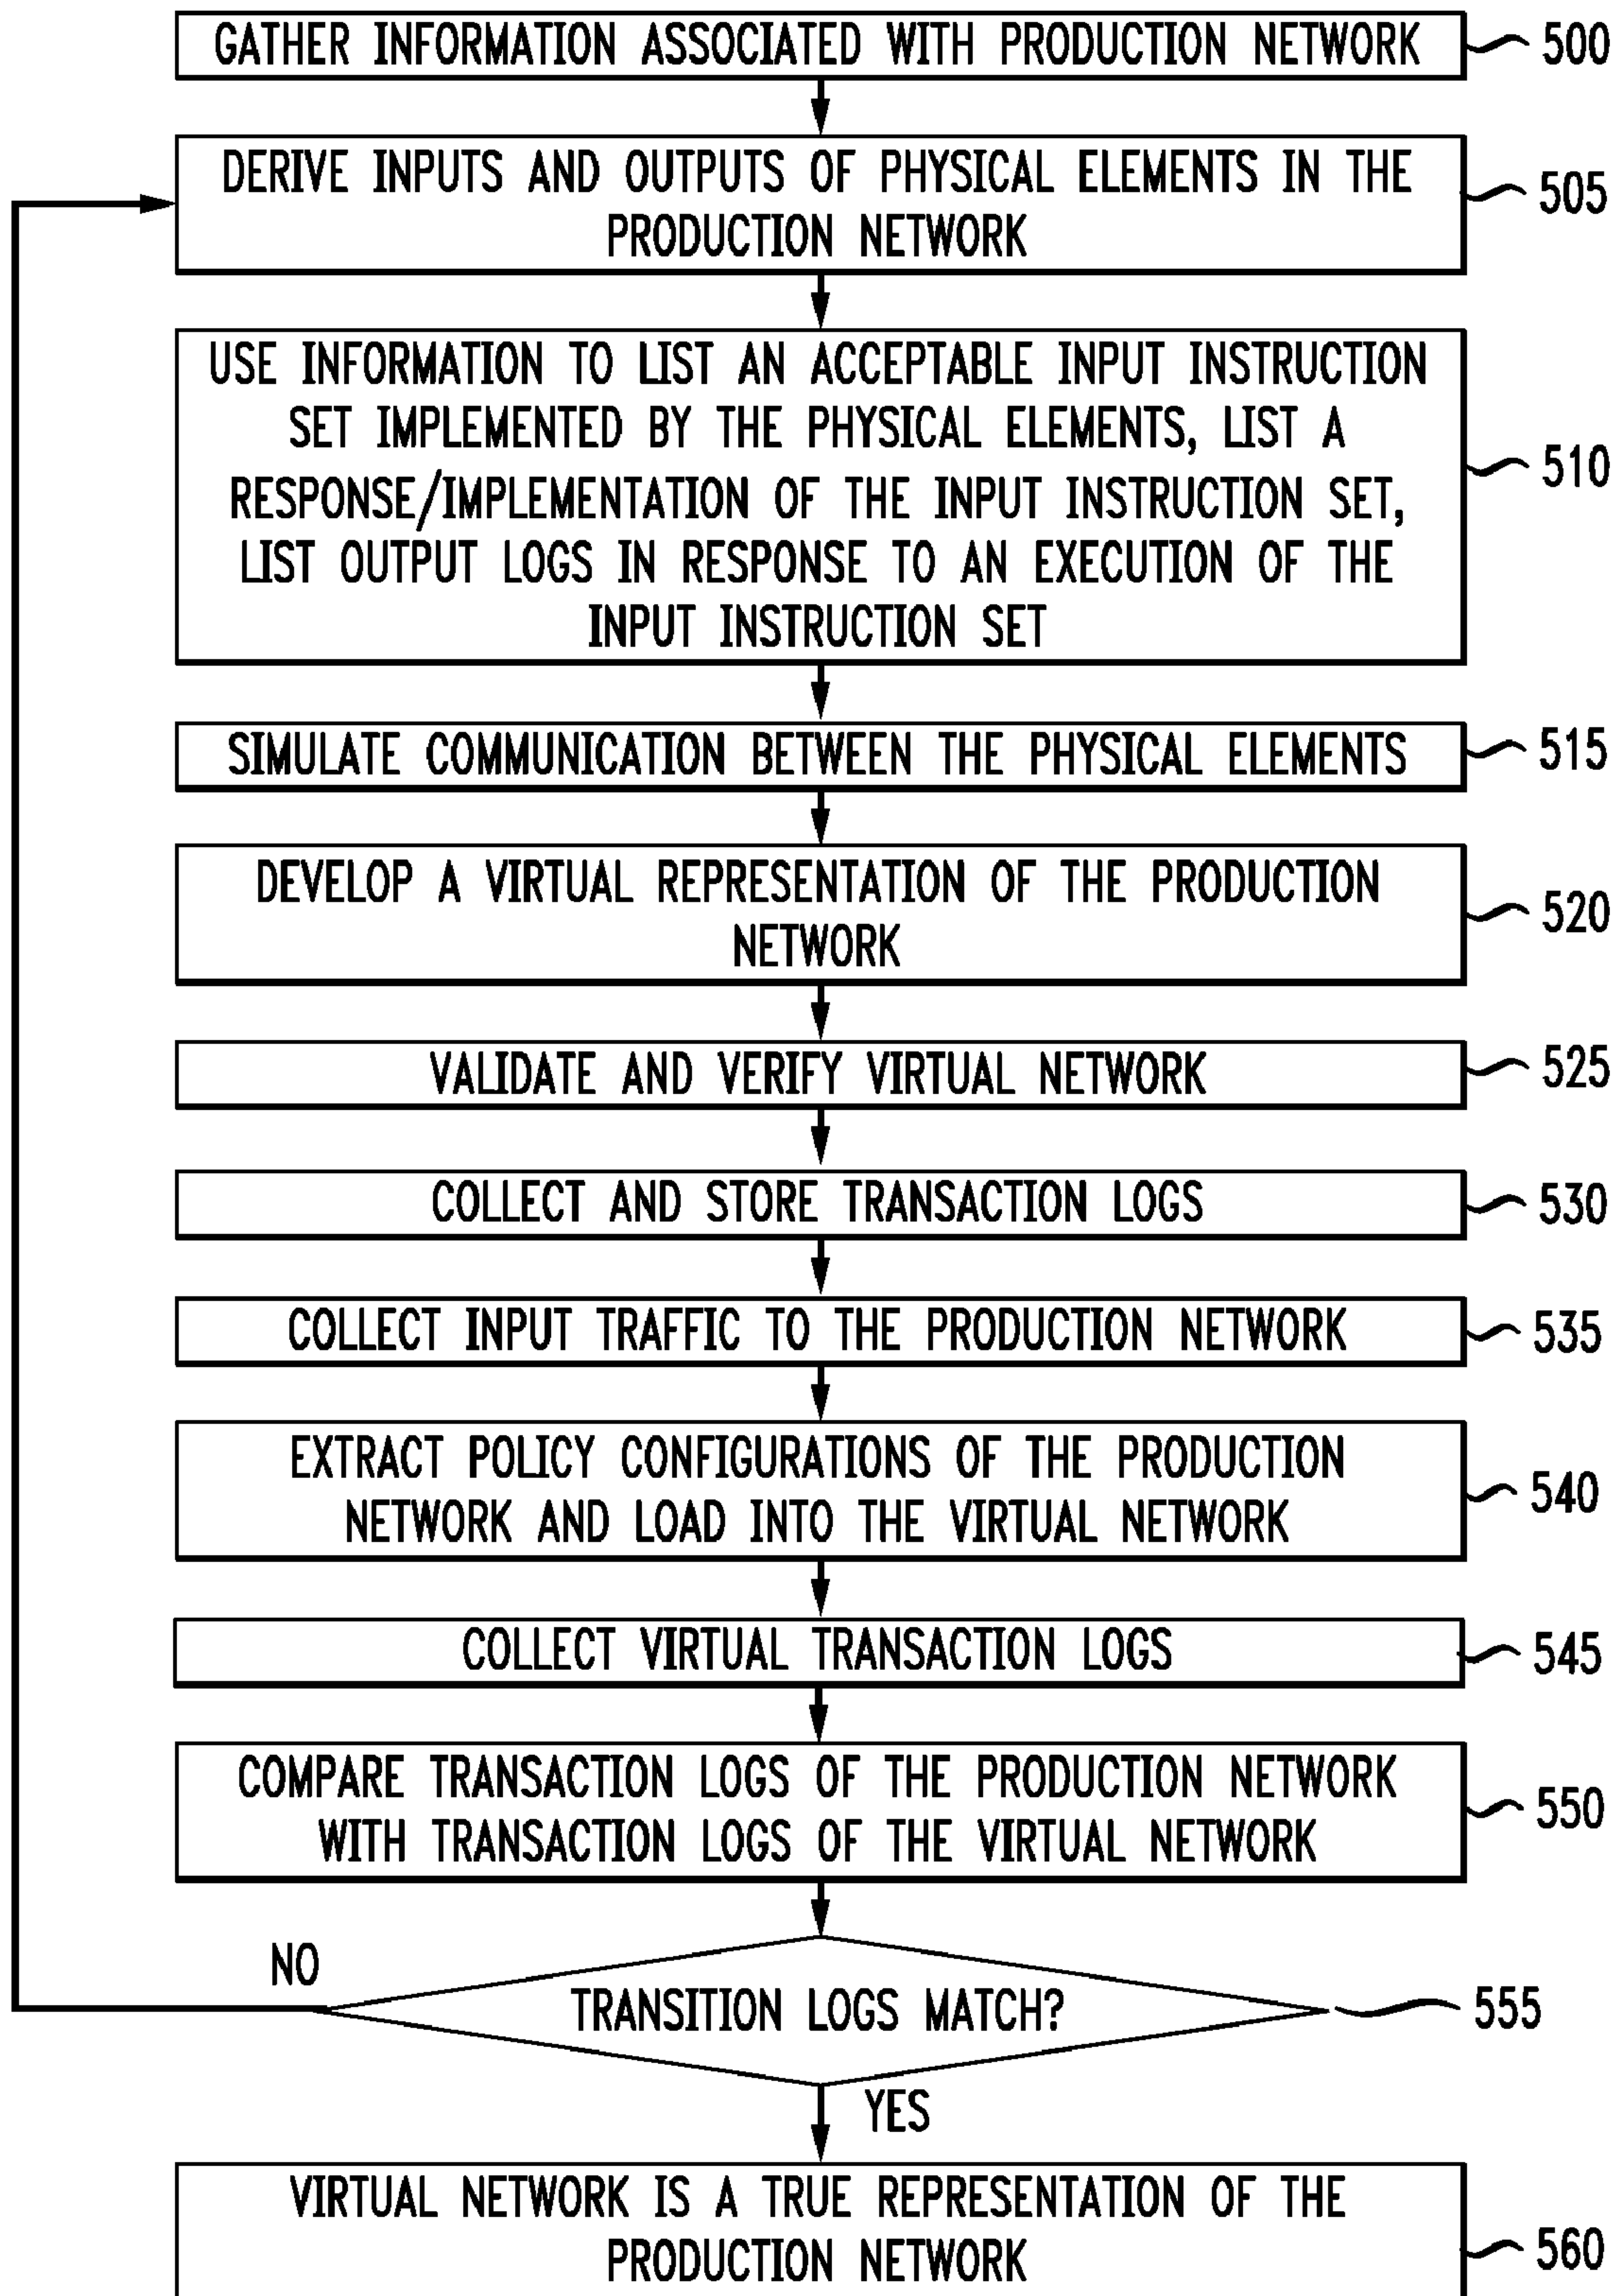 GATHER INFORMATION ASSOCIATED WITH PRODUCTION NETWORK 500
DERIVE INPUTS AND OUTPUTS OF PHYSICAL ELEMENTS IN THE
PRODUCTION NETWORK
505
USE INFORMATION TO LIST AN ACCEPTABLE INPUT INSTRUCTION
SET IMPLEMENTED BY THE PHYSICAL ELEMENTS, LIST A
RESPONSE/IMPLEMENTATION OF THE INPUT INSTRUCTION SET,
LIST OUTPUT LOGS IN RESPONSE TO AN EXECUTION OF THE
INPUT INSTRUCTION SET
510
SIMULATE COMMUNICATION BETWEEN THE PHYSICAL ELEMENTS 515
DEVELOP A VIRTUAL REPRESENTATION OF THE PRODUCTION
NETWORK
520
VALIDATE AND VERIFY VIRTUAL NETWORK 525
COLLECT AND STORE TRANSACTION LOGS 530
COLLECT INPUT TRAFFIC TO THE PRODUCTION NETWORK 535
EXTRACT POLICY CONFIGURATIONS OF THE PRODUCTION
NETWORK AND LOAD INTO THE VIRTUAL NETWORK
540
COLLECT VIRTUAL TRANSACTION LOGS 545
COMPARE TRANSACTION LOGS OF THE PRODUCTION NETWORK
WITH TRANSACTION LOGS OF THE VIRTUAL NETWORK
550
NO
TRANSITION LOGS MATCH? 555
YES
VIRTUAL NETWORK IS A TRUE REPRESENTATION OF THE
PRODUCTION NETWORK
560